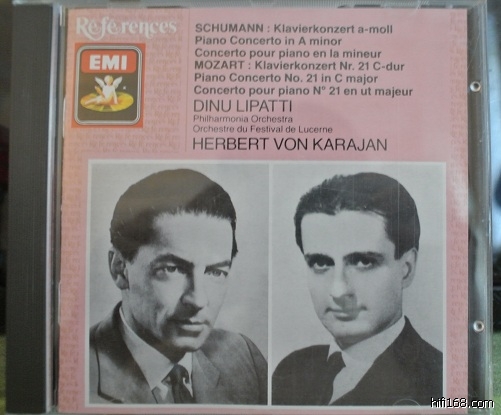 Références
EMI
SCHUMANN : Klavierkonzert a-moll
Piano Concerto in A minor
Concerto pour piano en la mineur
MOZART : Klavierkonzert Nr. 21 C-dur
Piano Concerto No. 21 in C major
Concerto pour piano N° 21 en ut majeur
DINU LIPATTI
Philharmonia Orchestra
Orchestre du Festival de Lucerne
HERBERT VON KARAJAN
hifi168.com